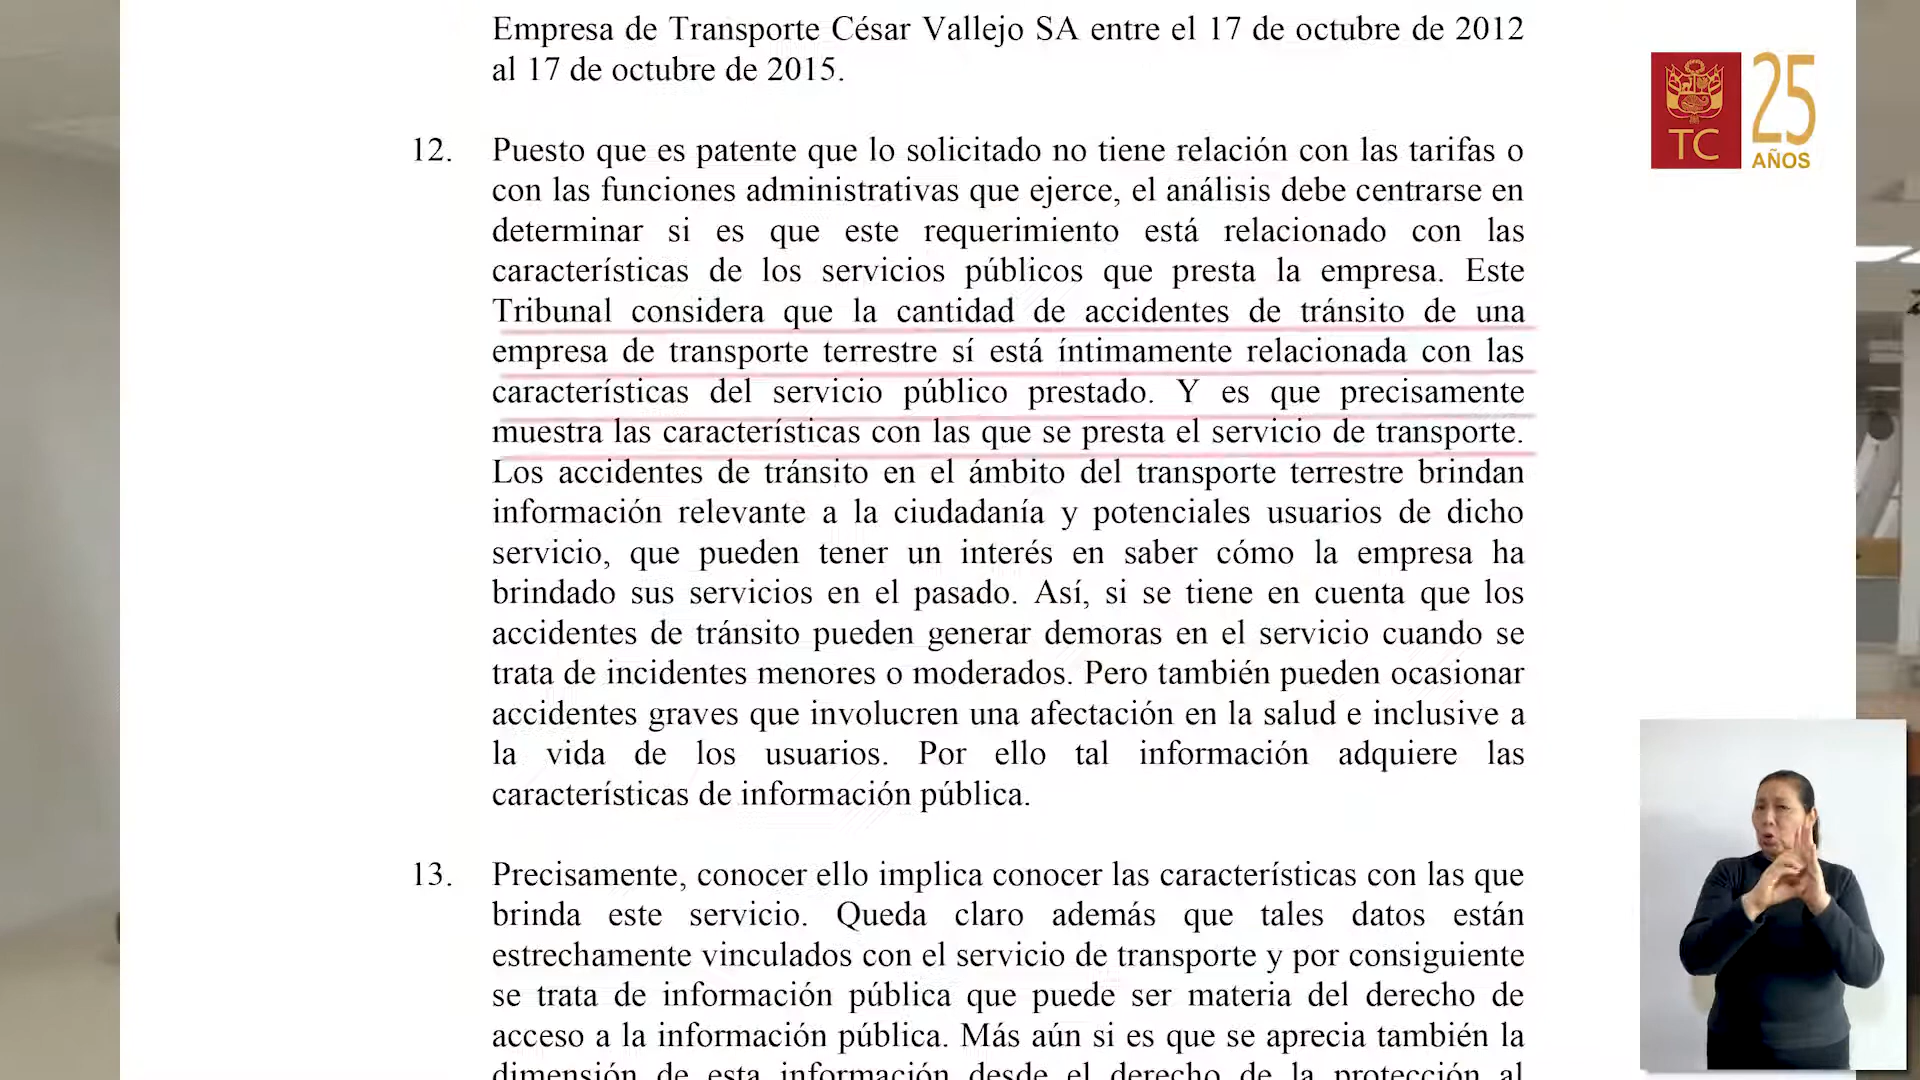 Empresa de Transporte César Vallejo SA entre el 17 de octubre de 2012
al 17 de octubre de 2015.
12. Puesto que es patente que lo solicitado no tiene relación con las tarifas o
con las funciones administrativas que ejerce, el análisis debe centrarse en
determinar si es que este requerimiento está relacionado con las
características de los servicios públicos que presta la empresa. Este
Tribunal considera que la cantidad de accidentes de tránsito de una
empresa de transporte terrestre sí está íntimamente relacionada con las
características del servicio público prestado. Y es que precisamente
muestra las características con las que se presta el servicio de transporte.
Los accidentes de tránsito en el ámbito del transporte terrestre brindan
información relevante a la ciudadanía y potenciales usuarios de dicho
servicio, que pueden tener un interés en saber cómo la empresa ha
brindado sus servicios en el pasado. Así, si se tiene en cuenta que los
accidentes de tránsito pueden generar demoras en el servicio cuando se
trata de incidentes menores o moderados. Pero también pueden ocasionar
accidentes graves que involucren una afectación en la salud e inclusive a
la vida de los usuarios. Por ello tal información adquiere las
características de información pública.
13. Precisamente, conocer ello implica conocer las características con las que
brinda este servicio. Queda claro además que tales datos están
estrechamente vinculados con el servicio de transporte y por consiguiente
se trata de información pública que puede ser materia del derecho de
acceso a la información pública. Más aún si es que se aprecia también la
dimensión de esta información desde el derecho de la protección al
TC
25
AÑOS